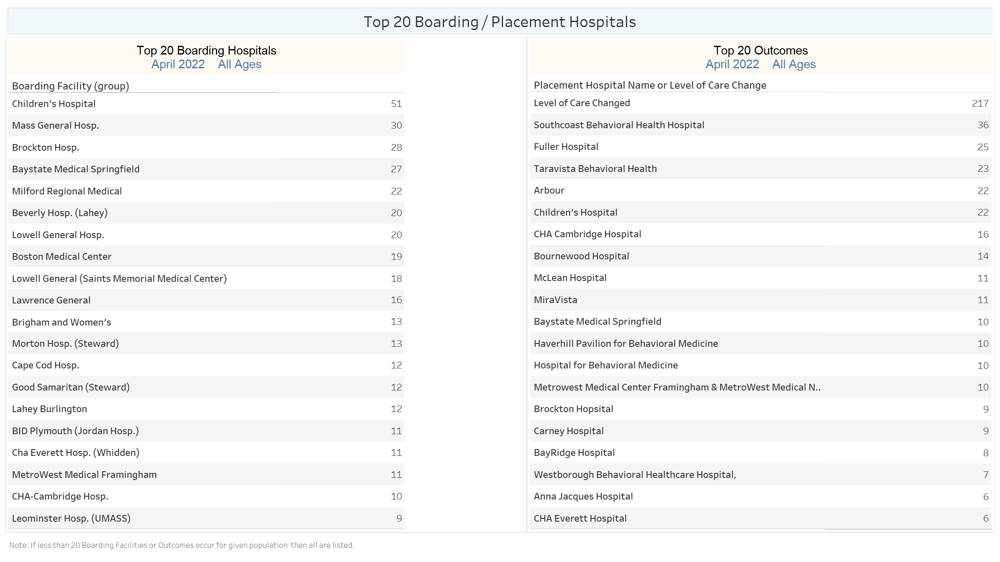 Top 20 Boarding / Placement Hospitals
Top 20 Boarding Hospitals
April 2022 All Ages
Boarding Facility (group)
Children's Hospital 51
Mass General Hosp. 30
Brockton Hosp. 28
Baystate Medical Springfield 27
Milford Regional Medical 22
Beverly Hosp. (Lahey) 20
Lowell General Hosp. 20
Boston Medical Center 19
Lowell General (Saints Memorial Medical Center) 18
Lawrence General 16
Brigham and Women's 13
Morton Hosp. (Steward) 13
Cape Cod Hosp. 12
Good Samaritan (Steward) 12
Lahey Burlington 12
BID Plymouth (Jordan Hosp.) 11
Cha Everett Hosp. (Whidden) 11
MetroWest Medical Framingham 11
CHA-Cambridge Hosp. 10
Leominster Hosp. (UMASS) 9
Top 20 Outcomes
April 2022 All Ages
Placement Hospital Name or Level of Care Change
Level of Care Changed 217
Southcoast Behavioral Health Hospital 36
Fuller Hospital 25
Taravista Behavioral Health 23
Arbour 22
Children's Hospital 22
CHA Cambridge Hospital 16
Bournewood Hospital 14
McLean Hospital 11
MiraVista 11
Baystate Medical Springfield 10
Haverhill Pavilion for Behavioral Medicine 10
Hospital for Behavioral Medicine 10
Metrowest Medical Center Framingham & MetroWest Medical N.. 10
Brockton Hopsital 9
Carney Hospital 9
BayRidge Hospital 8
Westborough Behavioral Healthcare Hospital, 7
Anna Jacques Hospital 6
CHA Everett Hospital 6
Note: If less than 20 Boarding Facilities or Outcomes occur for given population then all are listed.